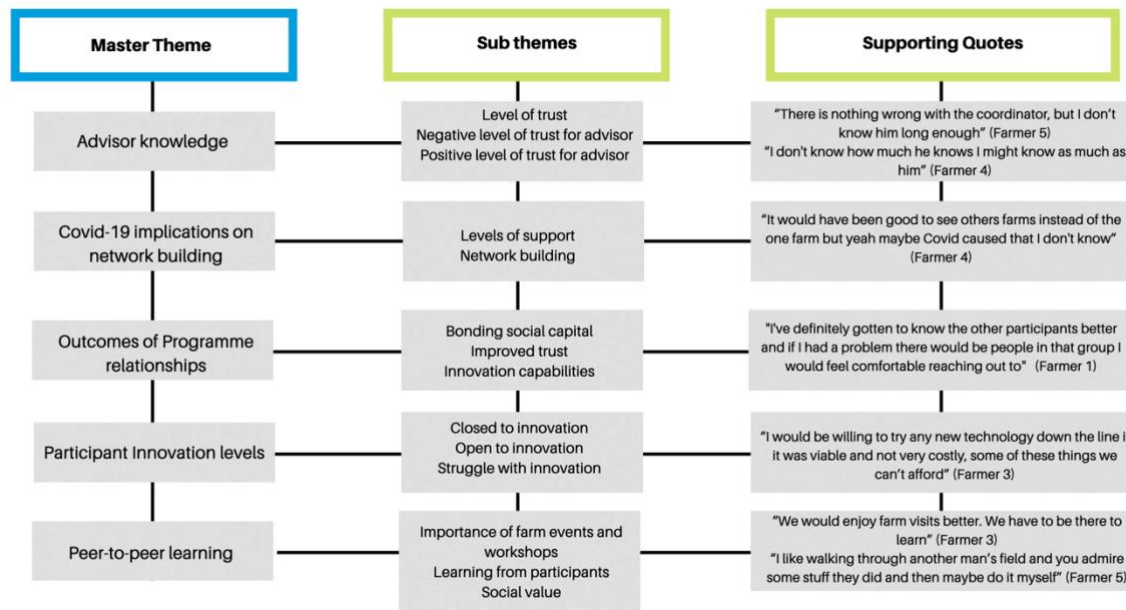 Master Theme
Sub themes
Supporting Quotes
Advisor knowledge
Level of trust
Negative level of trust for advisor
Positive level of trust for advisor
“There is nothing wrong with the coordinator, but I don’t
know him long enough” (Farmer 5)
“I don't know how much he knows I might know as much as
him” (Farmer 4)
Covid-19 implications on
network building
Levels of support
Network building
“It would have been good to see others farms instead of the
one farm but yeah maybe Covid caused that I don't know”
(Farmer 4)
Outcomes of Programme
relationships
Bonding social capital
Improved trust
Innovation capabilities
"I've definitely gotten to know the other participants better
and if I had a problem there would be people in that group I
would feel comfortable reaching out to" (Farmer 1)
Participant Innovation levels
Closed to innovation
Open to innovation
Struggle with innovation
“I would be willing to try any new technology down the line
it was viable and not very costly, some of these things we
can’t afford” (Farmer 3)
Peer-to-peer learning
Importance of farm events and
workshops
Learning from participants
Social value
“We would enjoy farm visits better. We have to be there to
learn” (Farmer 3)
“I like walking through another man’s field and you admire
some stuff they did and then maybe do it myself” (Farmer 5)